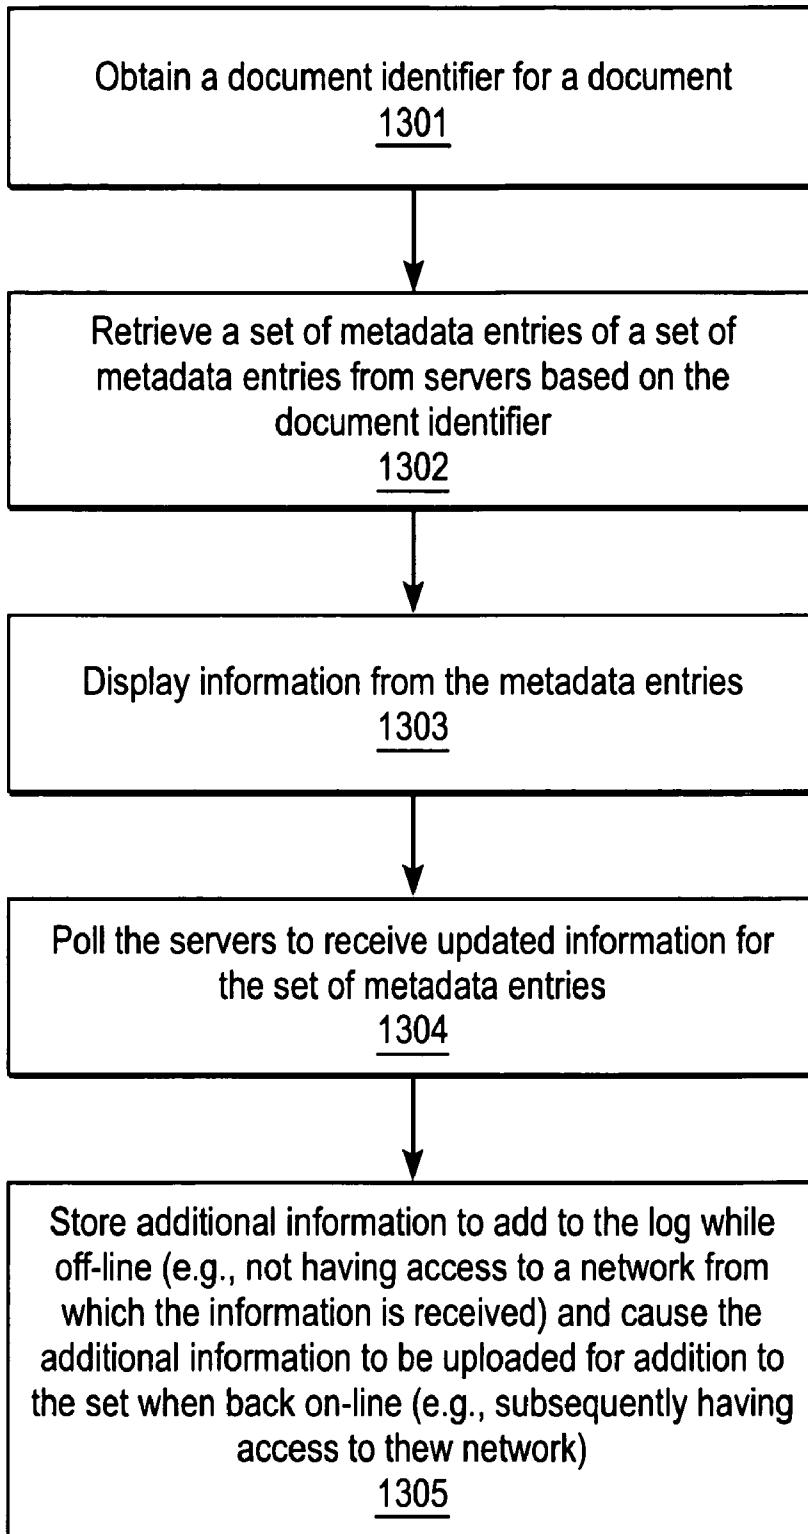 Obtain a document identifier for a document
1301
Retrieve a set of metadata entries of a set of
metadata entries from servers based on the
document identifier
1302
Display information from the metadata entries
1303
Poll the servers to receive updated information for
the set of metadata entries
1304
Store additional information to add to the log while
off-line (e.g., not having access to a network from
which the information is received) and cause the
additional information to be uploaded for addition to
the set when back on-line (e.g., subsequently having
access to thew network)
1305